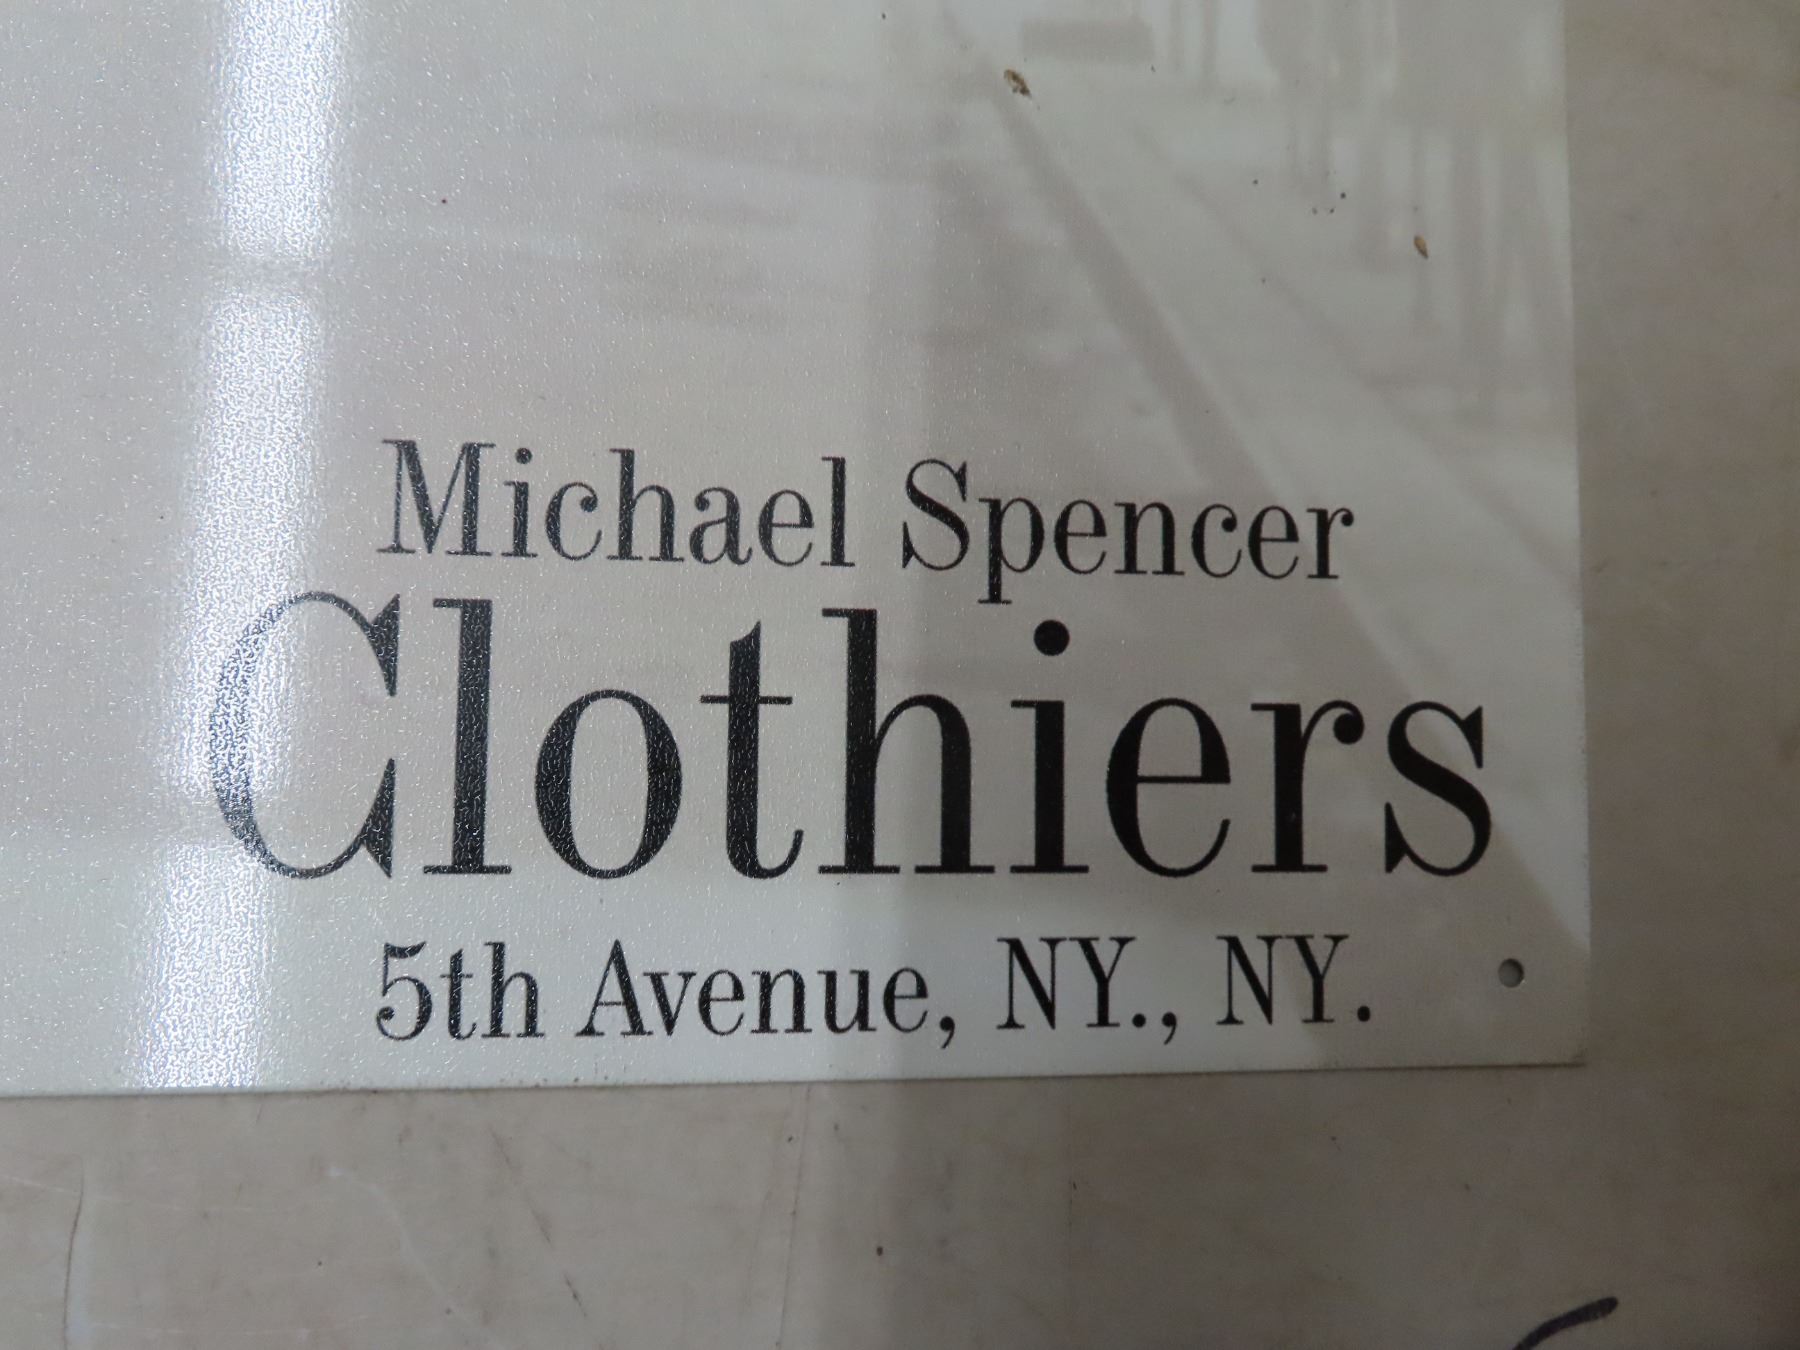 Michael Spencer
Clothiers
5th Avenue, NY., NY.